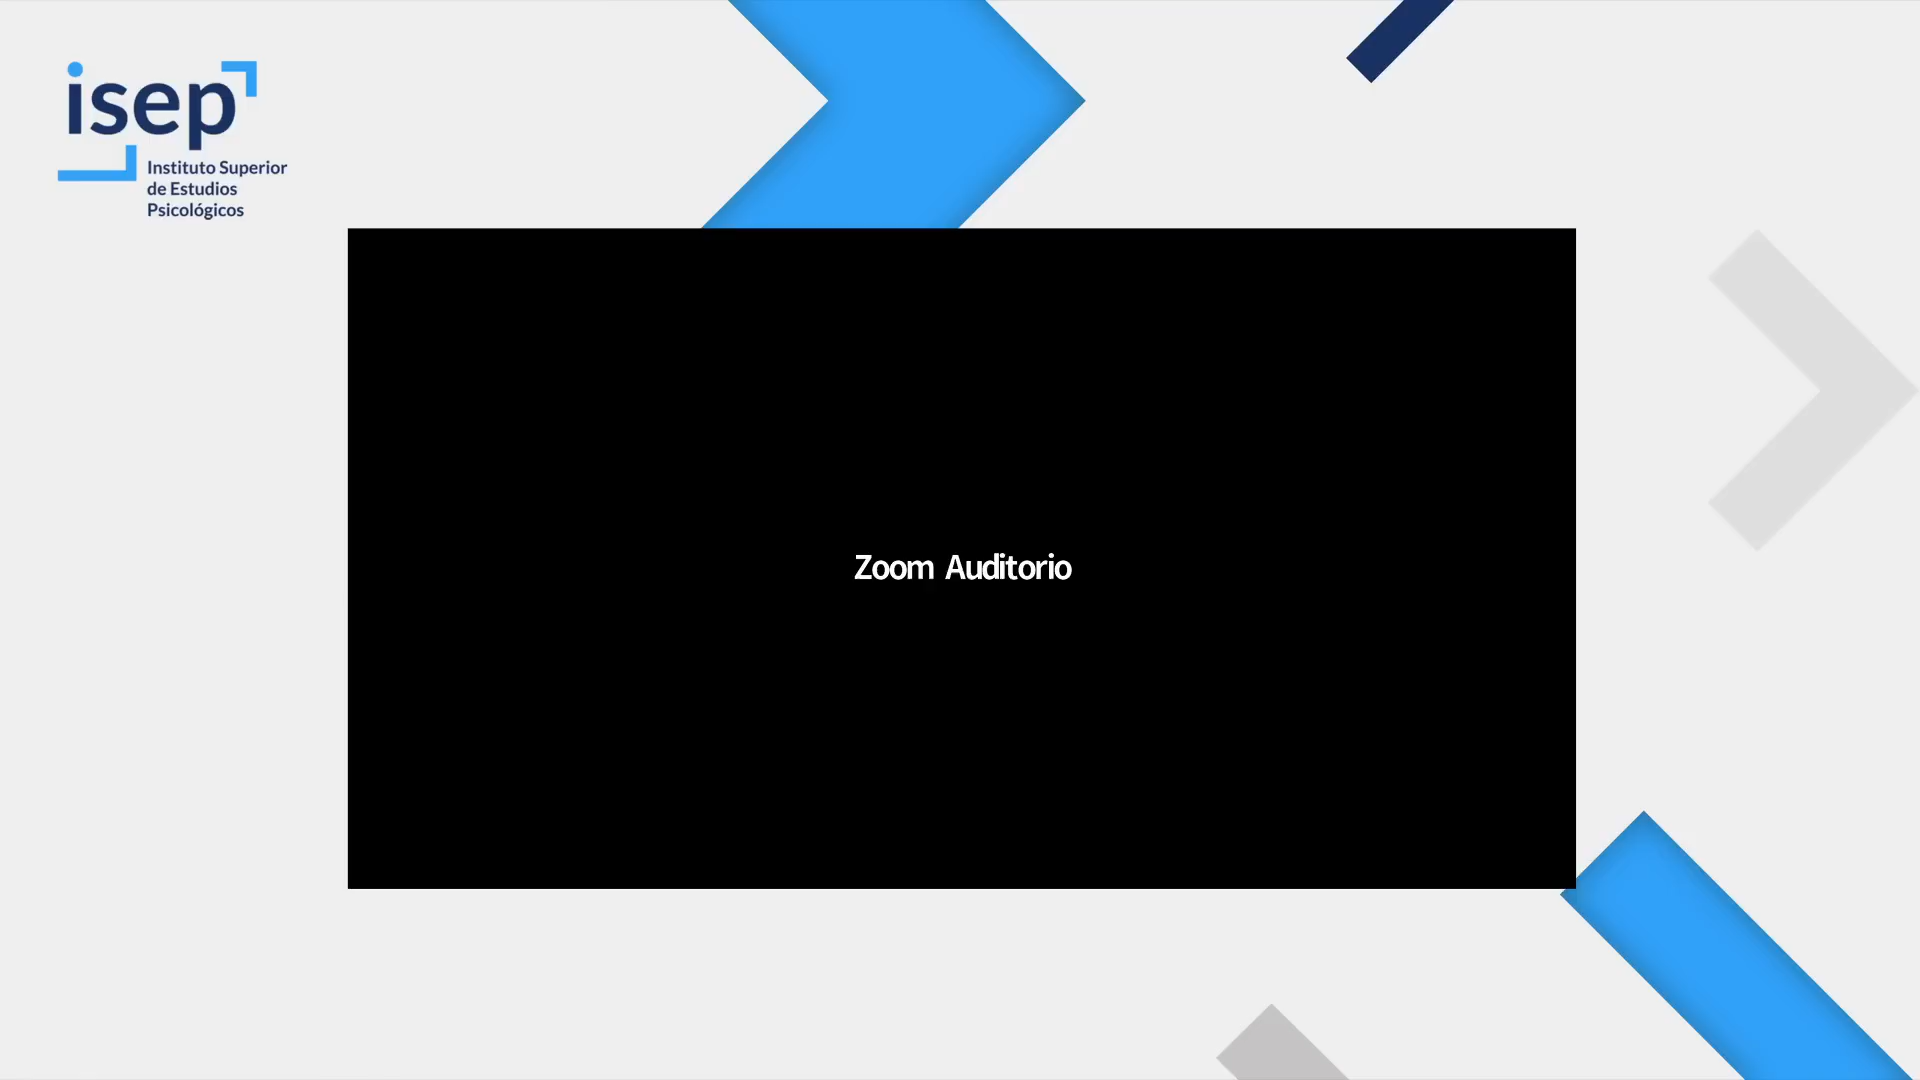 isep
Instituto Superior
de Estudios
Psicológicos
Zoom Auditorio